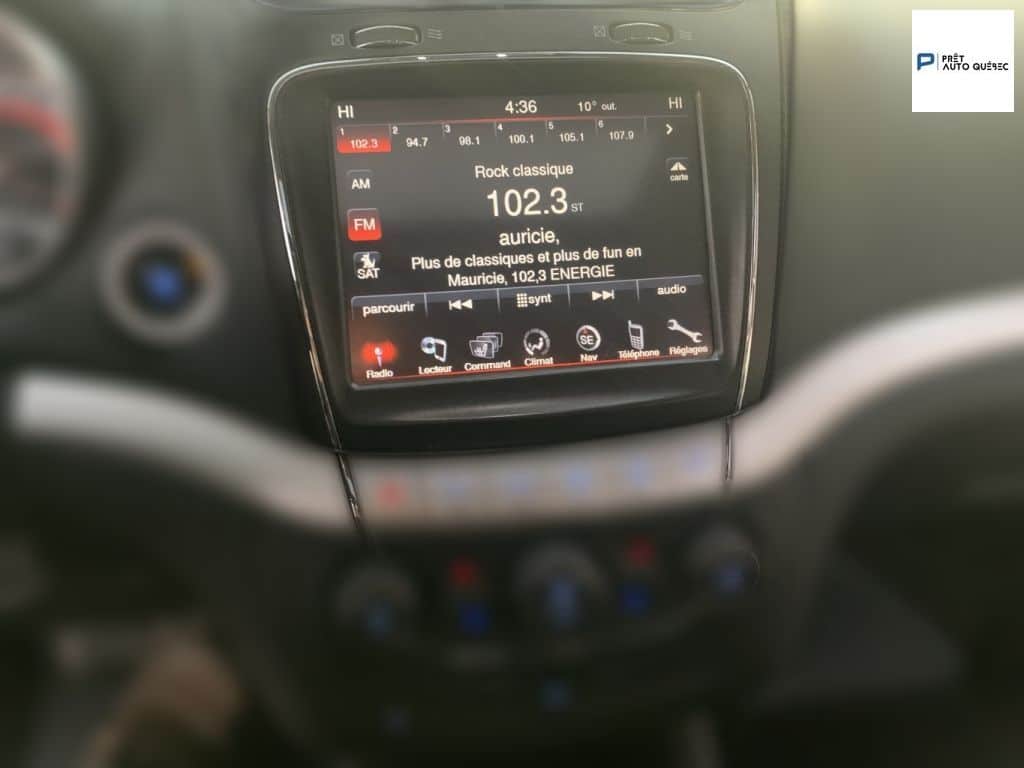 PRÊT
AUTO QUÉBEC
HI 4:36 10° out. HI
1 102.3 2 94.7 3 98.1 4 100.1 5 105.1 6 107.9
AM
Rock classique
carte
102.3 ST
FM
auricie,
SAT
Plus de classiques et plus de fun en
Mauricie, 102,3 ENERGIE
parcourir synt audio
Radio Lecteur Command Climat SE Nav Téléphone Réglages